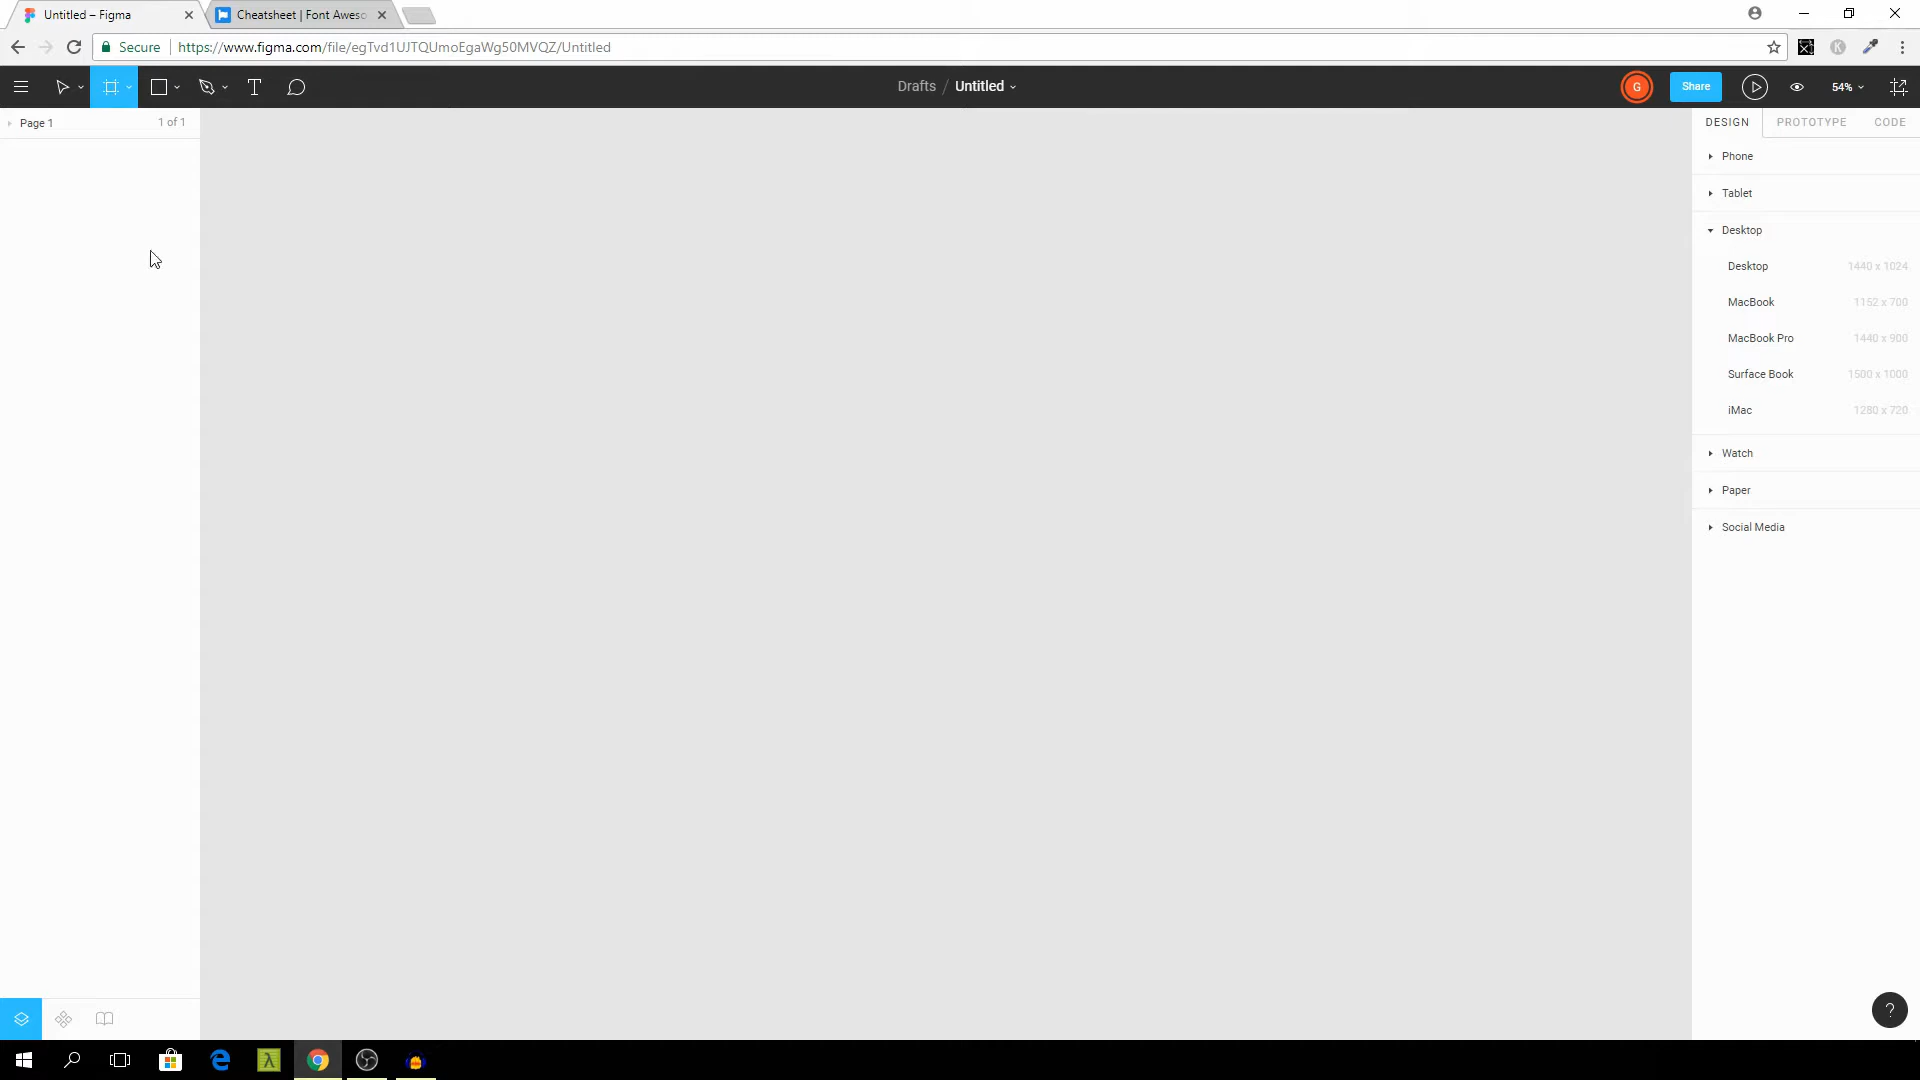 Untitled – Figma
Cheatsheet | Font Aweso
Secure
https://www.figma.com/file/egTvd1UJTQUmoEgaWg50MVQZ/Untitled
K
T
Drafts / Untitled
G
Share
54%
Page 1
1 of 1
DESIGN
PROTOTYPE
CODE
Phone
Tablet
Desktop
Desktop
1440 x 1024
MacBook
1152 x 700
MacBook Pro
1440 x 900
Surface Book
1500 x 1000
iMac
1280 x 720
Watch
Paper
Social Media
?